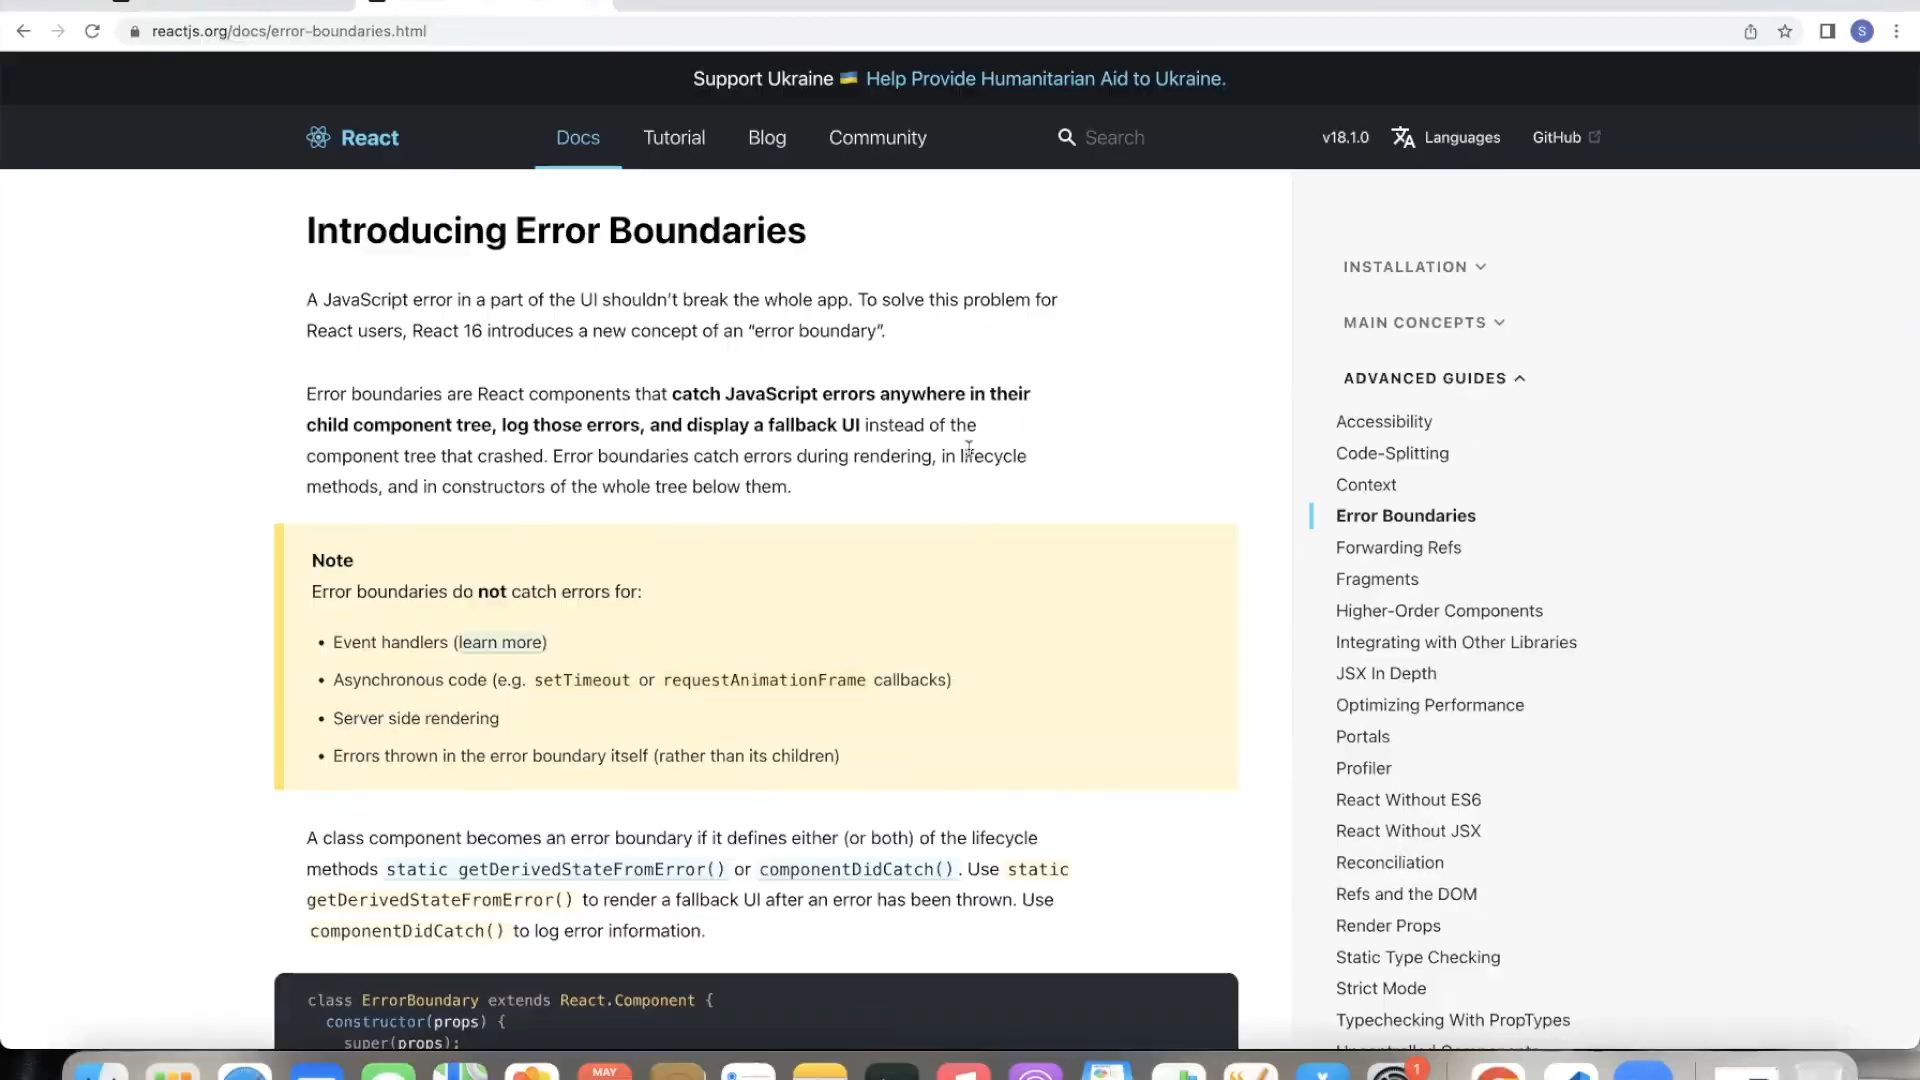 reactjs.org/docs/error-boundaries.html
S
Support Ukraine 🇺🇦 Help Provide Humanitarian Aid to Ukraine.
React
Docs
Tutorial
Blog
Community
Search
v18.1.0
Languages
GitHub
Introducing Error Boundaries
A JavaScript error in a part of the UI shouldn’t break the whole app. To solve this problem for
React users, React 16 introduces a new concept of an “error boundary”.
Error boundaries are React components that catch JavaScript errors anywhere in their
child component tree, log those errors, and display a fallback UI instead of the
component tree that crashed. Error boundaries catch errors during rendering, in lifecycle
methods, and in constructors of the whole tree below them.
Note
Error boundaries do not catch errors for:
• Event handlers (learn more)
• Asynchronous code (e.g. setTimeout or requestAnimationFrame callbacks)
• Server side rendering
• Errors thrown in the error boundary itself (rather than its children)
A class component becomes an error boundary if it defines either (or both) of the lifecycle
methods static getDerivedStateFromError() or componentDidCatch(). Use static
getDerivedStateFromError() to render a fallback UI after an error has been thrown. Use
componentDidCatch() to log error information.
class ErrorBoundary extends React.Component {
constructor(props) {
super(props);
INSTALLATION
MAIN CONCEPTS
ADVANCED GUIDES
Accessibility
Code-Splitting
Context
Error Boundaries
Forwarding Refs
Fragments
Higher-Order Components
Integrating with Other Libraries
JSX In Depth
Optimizing Performance
Portals
Profiler
React Without ES6
React Without JSX
Reconciliation
Refs and the DOM
Render Props
Static Type Checking
Strict Mode
Typechecking With PropTypes
MAY
1